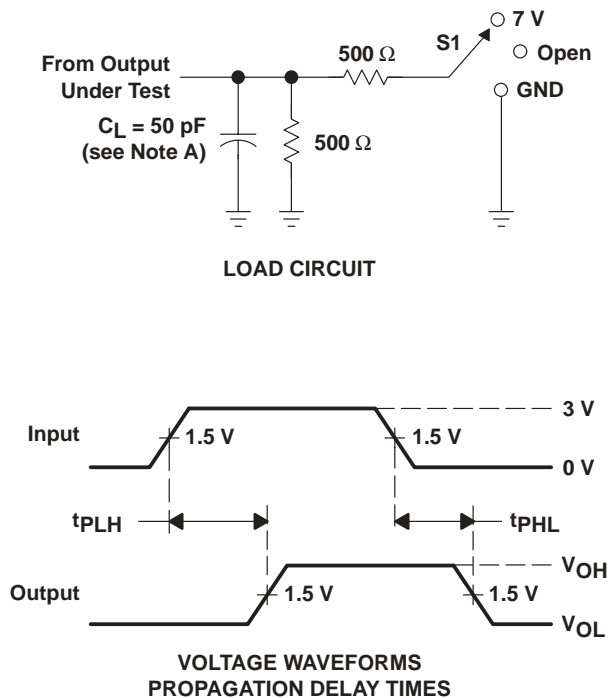 7 V
S1
Open
500 Ω
From Output
Under Test
GND
CL = 50 pF
(see Note A)
500 Ω
LOAD CIRCUIT
3 V
Input
1.5 V
1.5 V
0 V
tPLH
tPHL
VOH
Output
1.5 V
1.5 V
VOL
VOLTAGE WAVEFORMS
PROPAGATION DELAY TIMES